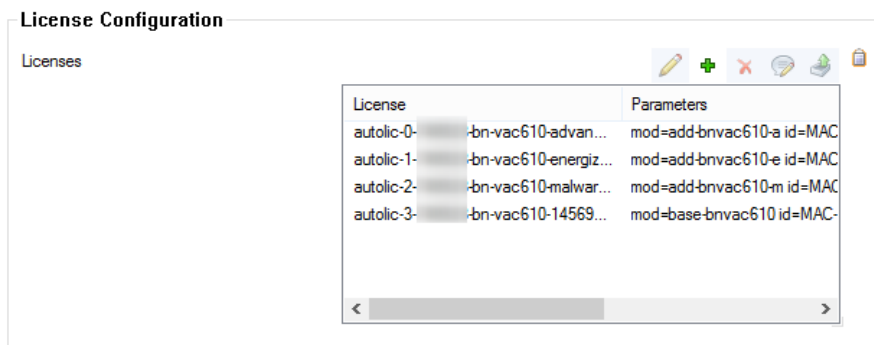 License Configuration
Licenses
License Parameters
autolic-0- -bn-vac610-advan... mod=add-bnvac610-a id=MAC
autolic-1- -bn-vac610-energiz... mod=add-bnvac610-e id=MAC
autolic-2- -bn-vac610-malwar... mod=add-bnvac610-m id=MAC
autolic-3- -bn-vac610-14569... mod=base-bnvac610 id=MAC-